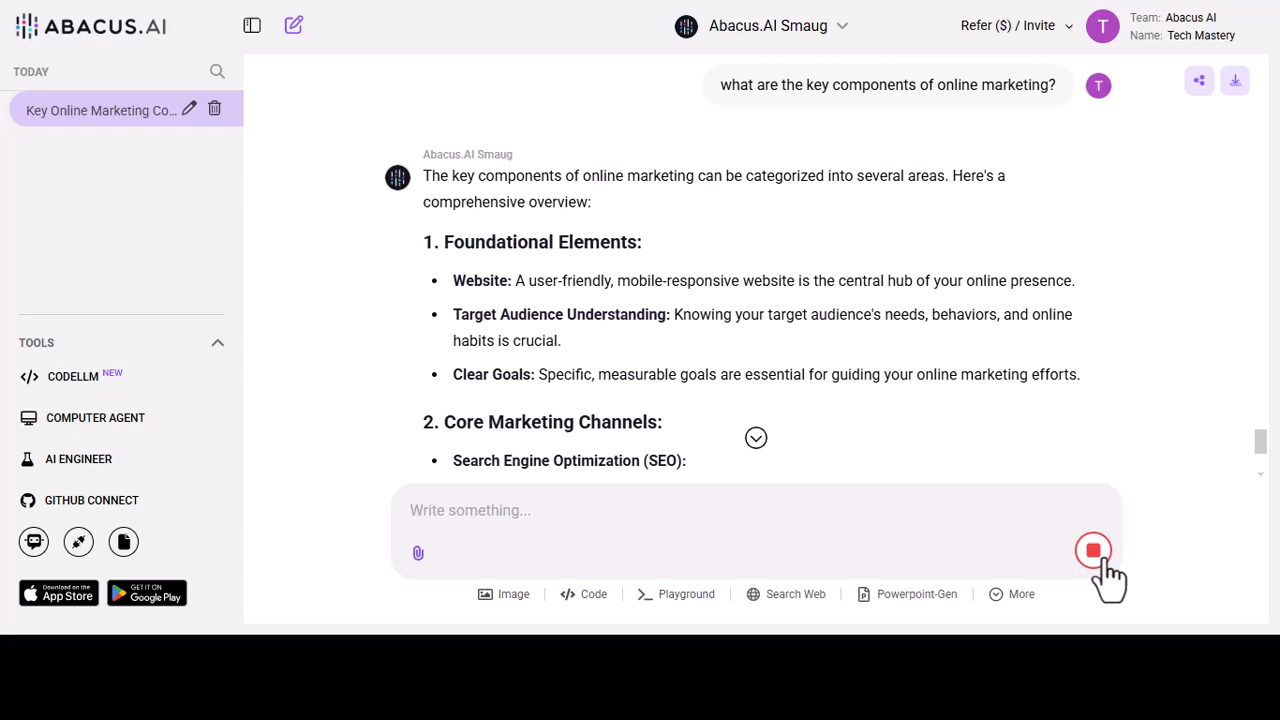 ABACUS.AI
Abacus.AI Smaug
Refer ($) / Invite
T
Team: Abacus AI
Name: Tech Mastery
TODAY
Key Online Marketing Co...
what are the key components of online marketing?
T
Abacus.AI Smaug
The key components of online marketing can be categorized into several areas. Here's a
comprehensive overview:
1. Foundational Elements:
• Website: A user-friendly, mobile-responsive website is the central hub of your online presence.
• Target Audience Understanding: Knowing your target audience's needs, behaviors, and online
habits is crucial.
• Clear Goals: Specific, measurable goals are essential for guiding your online marketing efforts.
2. Core Marketing Channels:
• Search Engine Optimization (SEO):
TOOLS
CODELLM NEW
COMPUTER AGENT
AI ENGINEER
GITHUB CONNECT
Download on the
App Store
GET IT ON
Google Play
Write something...
Image
Code
Playground
Search Web
Powerpoint-Gen
More